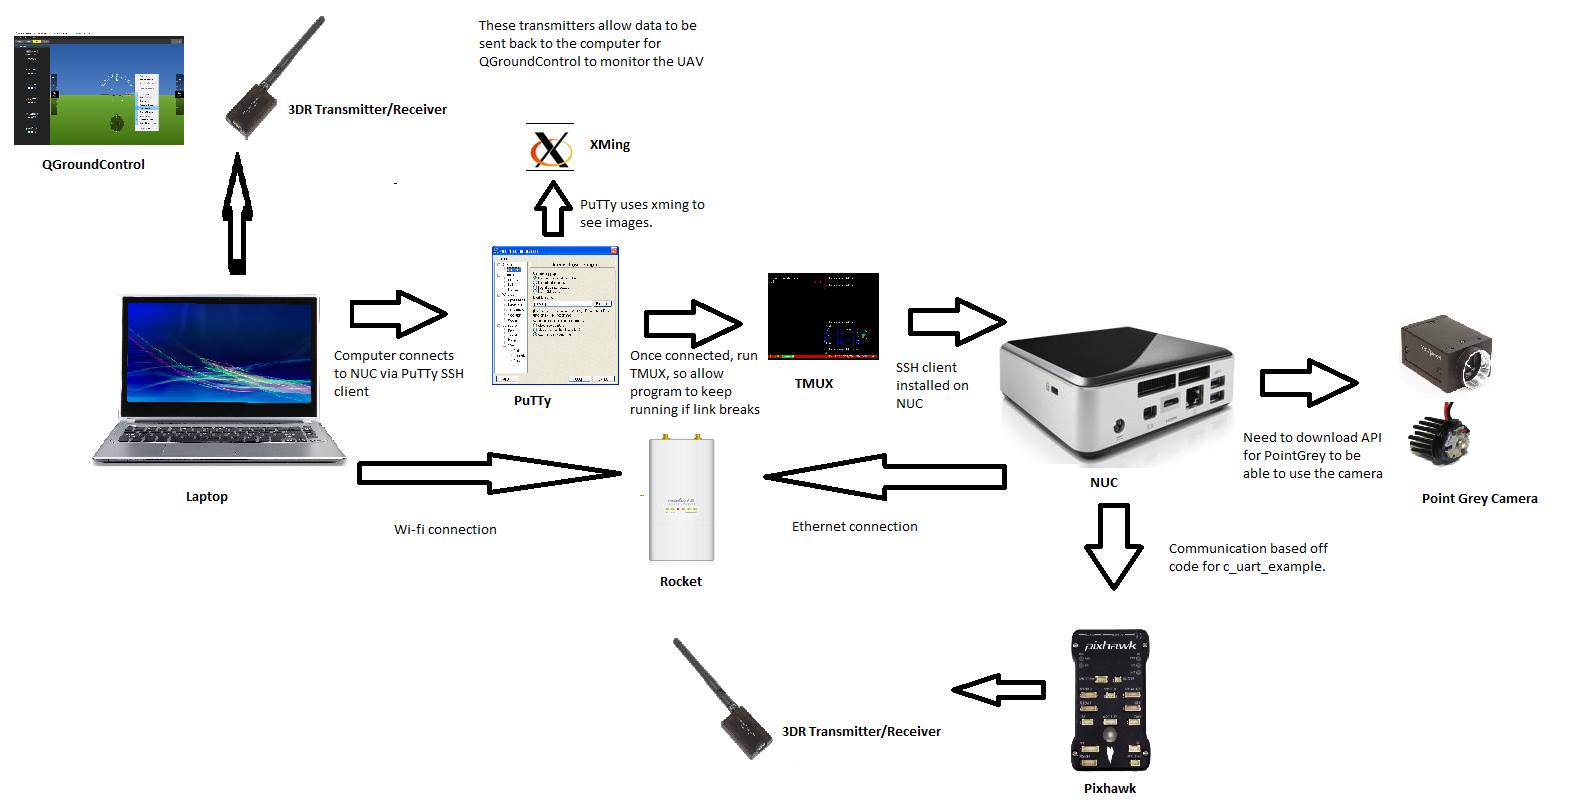 These transmitters allow data to be
sent back to the computer for
QGroundControl to monitor the UAV
3DR Transmitter/Receiver
QGroundControl
XMing
PuTTy uses xming to
see images.
Computer connects
to NUC via PuTTy SSH
client
PuTTy
Once connected, run
TMUX, so allow
program to keep
running if link breaks
TMUX
SSH client
installed on
NUC
NUC
Need to download API
for PointGrey to be
able to use the camera
Point Grey Camera
Laptop
Wi-fi connection
Rocket
Ethernet connection
Communication based off
code for c_uart_example.
3DR Transmitter/Receiver
pixhawk
Pixhawk